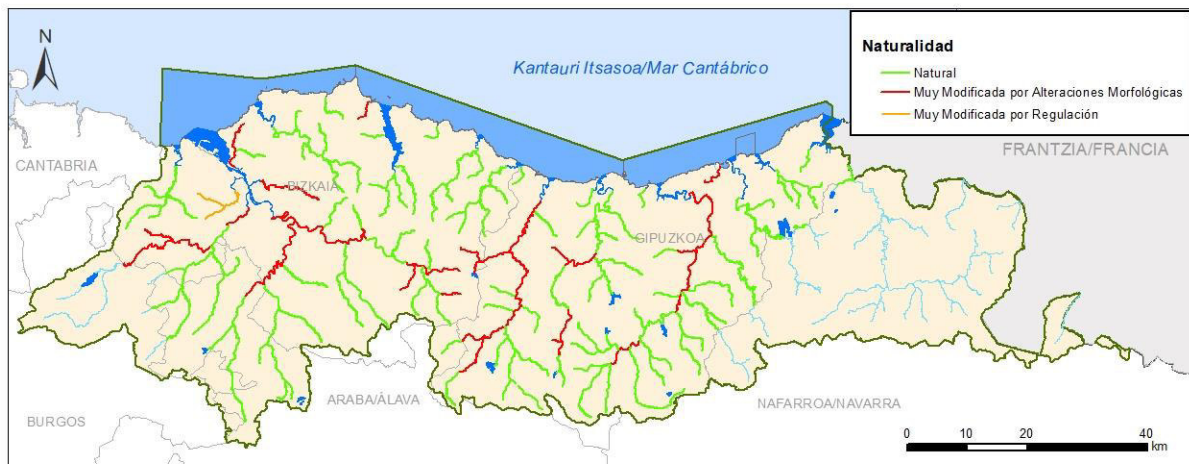 N
Kantauri Itsasoa/Mar Cantábrico
Naturalidad
Natural
Muy Modificada por Alteraciones Morfológicas
Muy Modificada por Regulación
CANTABRIA
FRANTZIA/FRANCIA
BIZKAIA
GIPUZKOA
ARABA/ÁLAVA
NAFARROA/NAVARRA
BURGOS
0 10 20 40
km